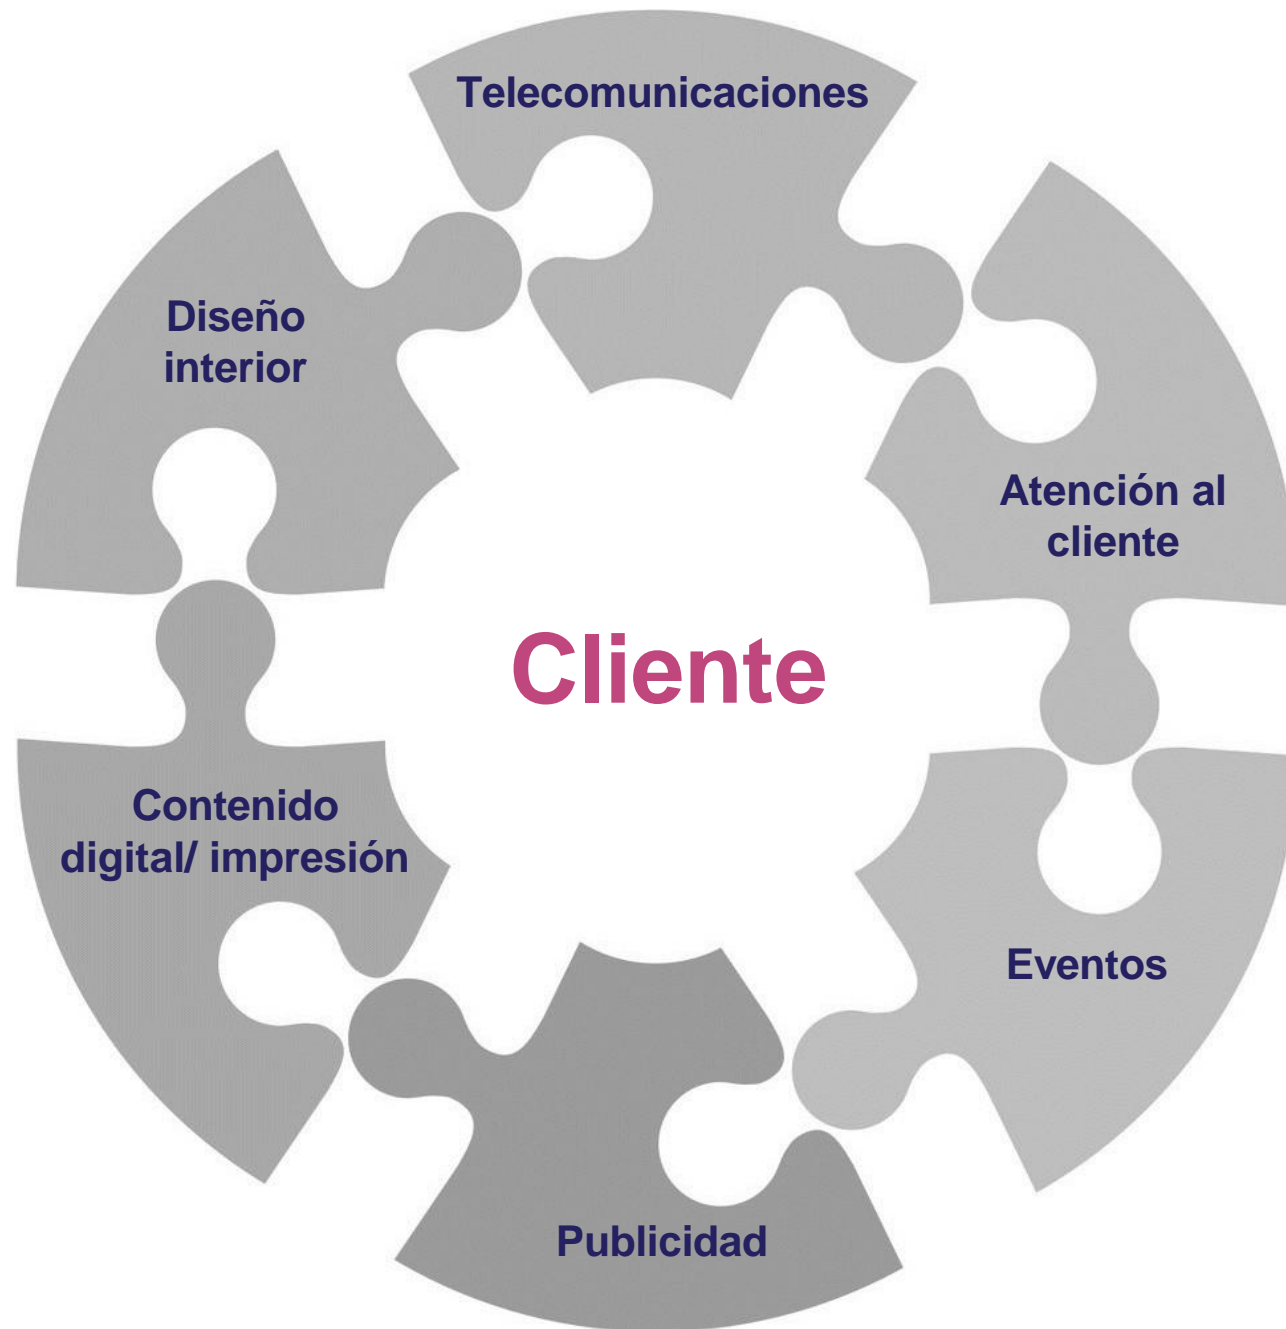 Telecomunicaciones
Diseño
interior
Atención al
cliente
Cliente
Contenido
digital/ impresión
Eventos
Publicidad